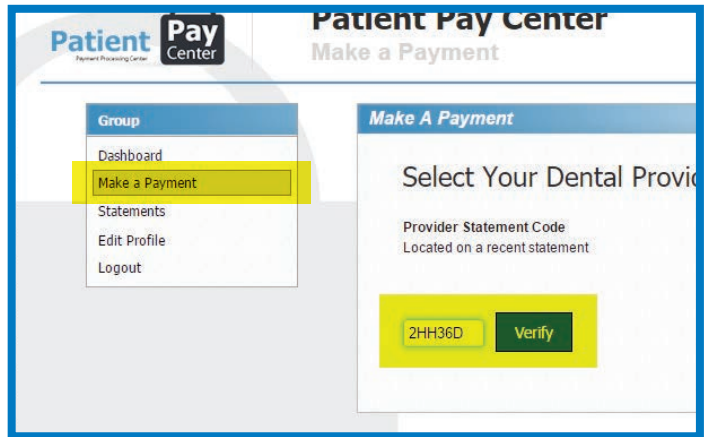 Patient Pay Center
Payment Processing Center
Patient Pay Center
Make a Payment
Group
Dashboard
Make a Payment
Statements
Edit Profile
Logout
Make A Payment
Select Your Dental
Provider Statement Code
Located on a recent statement
2HH36D
Verify